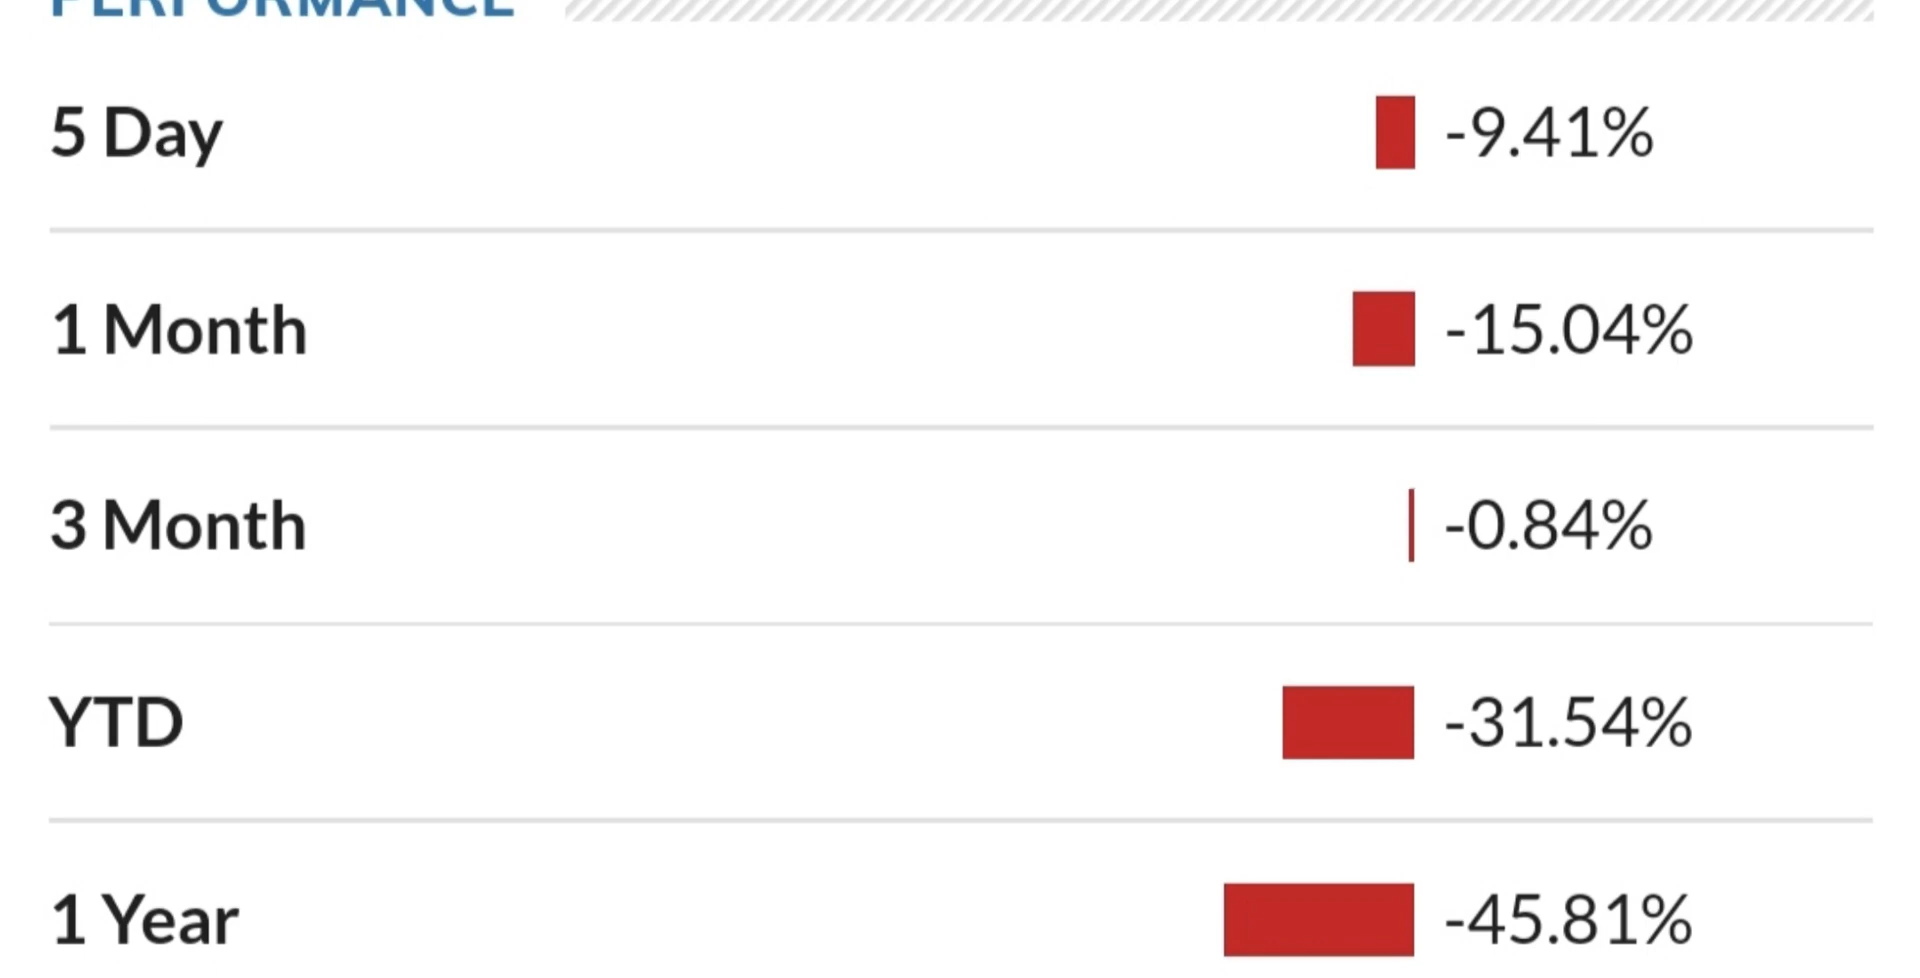 PERFORMANCE
5 Day -9.41%
1 Month -15.04%
3 Month -0.84%
YTD -31.54%
1 Year -45.81%